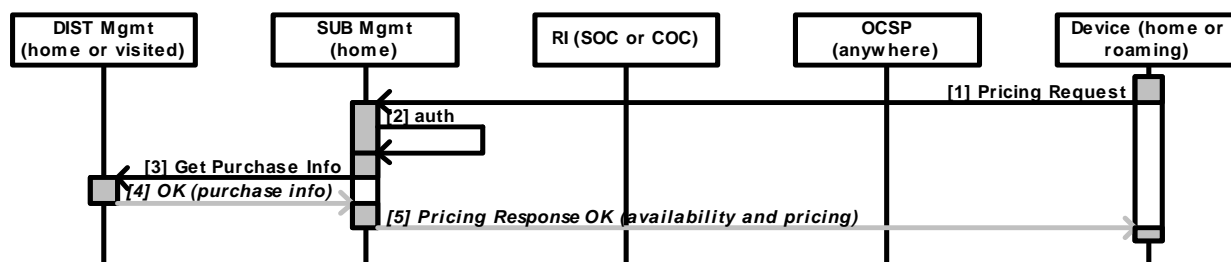 DIST Mgmt
(home or visited)
SUB Mgmt
(home)
RI (SOC or COC)
OCSP
(anywhere)
Device (home or
roaming)
[1] Pricing Request
[2] auth
[3] Get Purchase Info
[4] OK (purchase info)
[5] Pricing Response OK (availability and pricing)